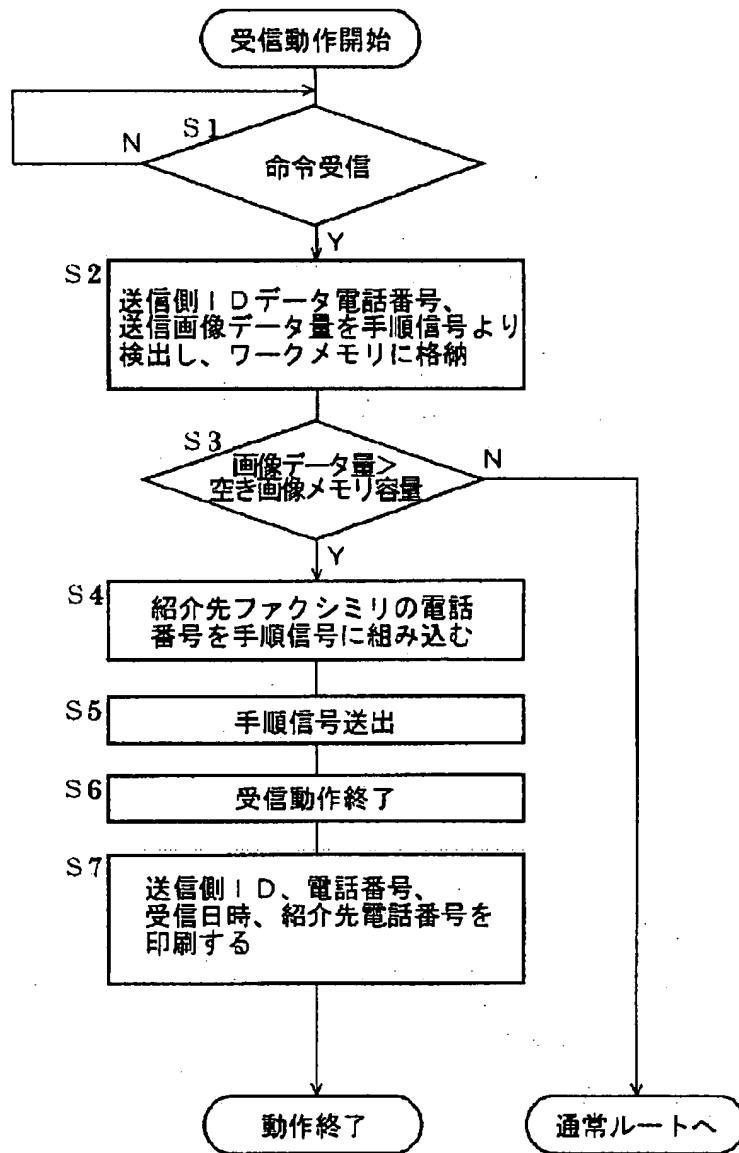 受信動作開始
S1
N
命令受信
Y
S2
送信側IDデータ電話番号、
送信画像データ量を手順信号より
検出し、ワークメモリに格納
S3
N
画像データ量>
空き画像メモリ容量
Y
S4
紹介先ファクシミリの電話
番号を手順信号に組み込む
S5
手順信号送出
S6
受信動作終了
S7
送信側ID、電話番号、
受信日時、紹介先電話番号を
印刷する
動作終了
通常ルートへ